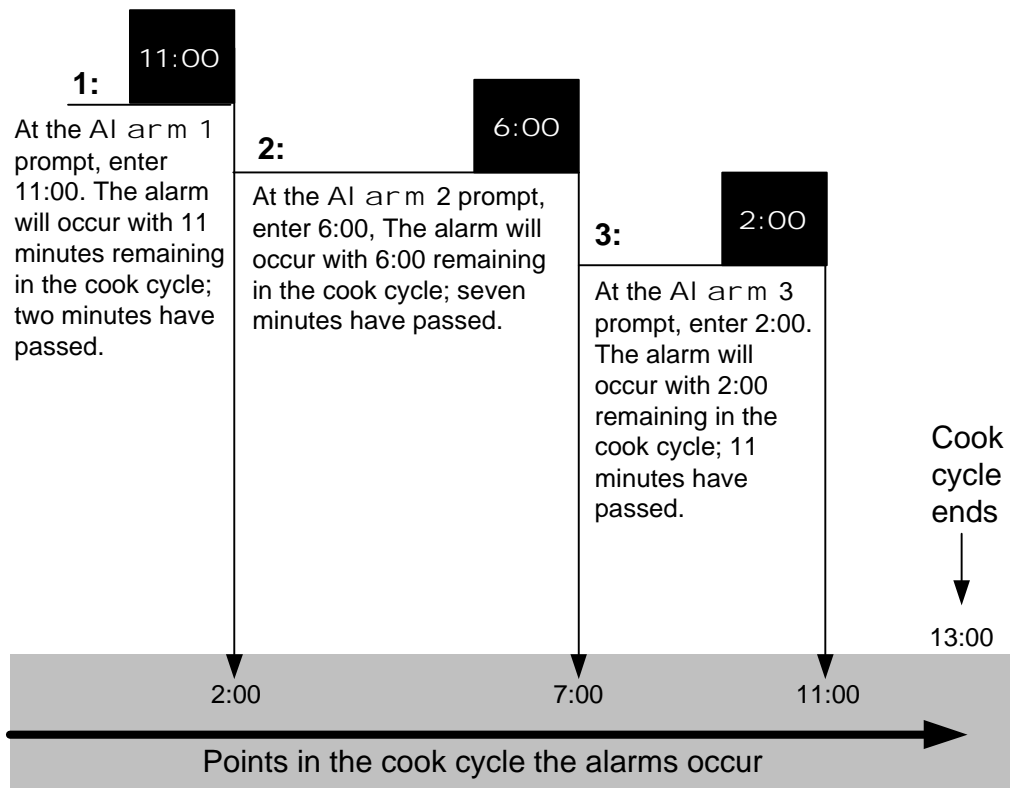 11:00
1:
At the Alarm 1
prompt, enter
11:00. The alarm
will occur with 11
minutes remaining
in the cook cycle;
two minutes have
passed.
6:00
2:
At the Alarm 2 prompt,
enter 6:00, The alarm will
occur with 6:00 remaining
in the cook cycle; seven
minutes have passed.
2:00
3:
At the Alarm 3
prompt, enter 2:00.
The alarm will
occur with 2:00
remaining in the
cook cycle; 11
minutes have
passed.
Cook
cycle
ends
13:00
2:00
7:00
11:00
Points in the cook cycle the alarms occur